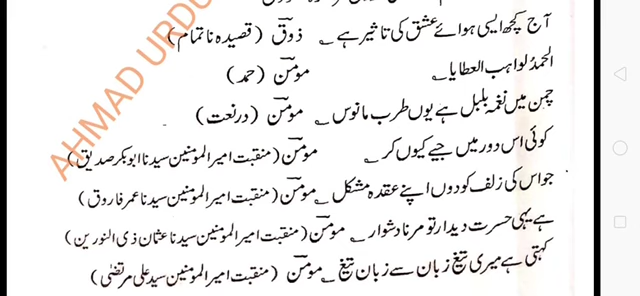 آج کچھ ایسی ہوائے عشق کی تاثیر ہے ؂ ذوقؔ (قصیدہ ناتمام)
الحمدُ لواہب العطایا ؂ مومنؔ (حمد)
چمن میں نغمہ بلبل ہے یوں طرب مانوس ؂ مومنؔ (در نعت)
کوئی اس دور میں جیے کیوں کر ؂ مومنؔ (منقبت امیر المومنین سیدنا ابوبکر صدیق)
جو اس کی زلف کو دوں اپنے عقدہ مشکل ؂ مومنؔ (منقبت امیر المومنین سیدنا عمر فاروق)
ہے یہی حسرت دیدار تو مرنا دشوار ؂ مومنؔ (منقبت امیر المومنین سیدنا عثمان ذی النورین)
کہتی ہے میری تیغ زبان سے زبان تیغ ؂ مومنؔ (منقبت امیر المومنین سید علی مرتضیٰ)
AHMAD URDU